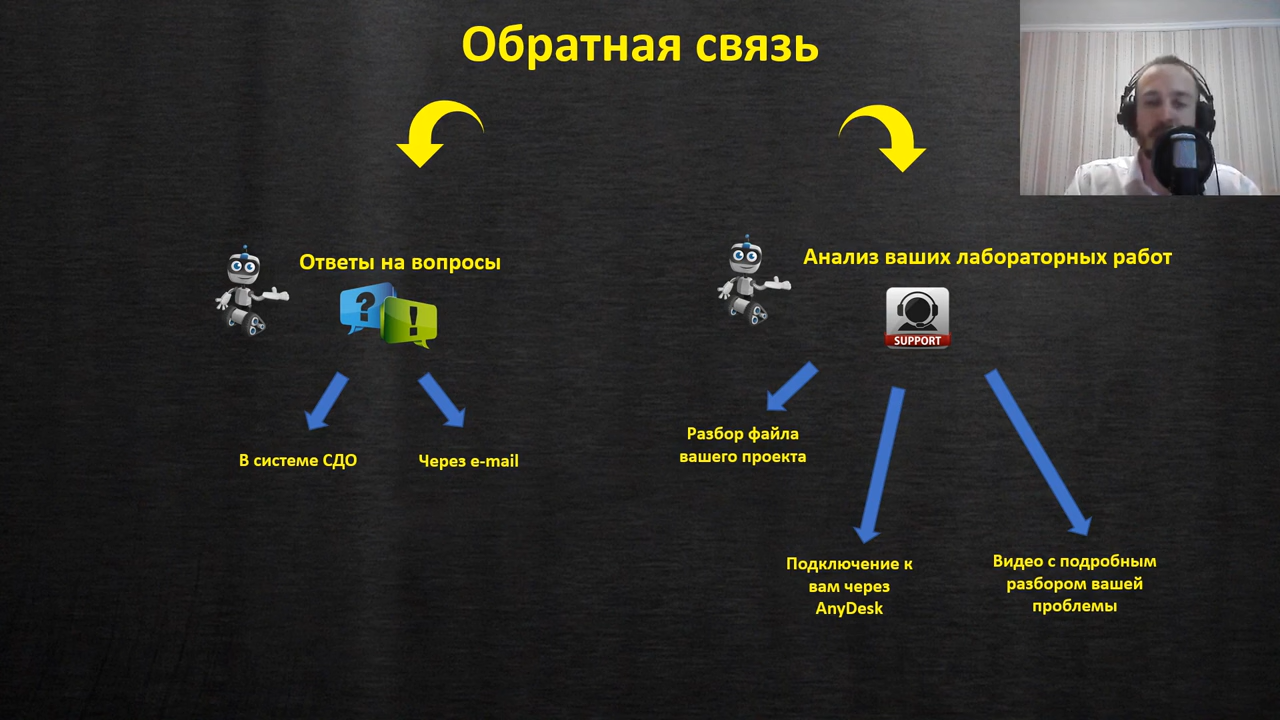 Обратная связь
Ответы на вопросы
?
!
В системе СДО
Через e-mail
Анализ ваших лабораторных работ
SUPPORT
Разбор файла
вашего проекта
Подключение к
вам через
AnyDesk
Видео с подробным
разбором вашей
проблемы